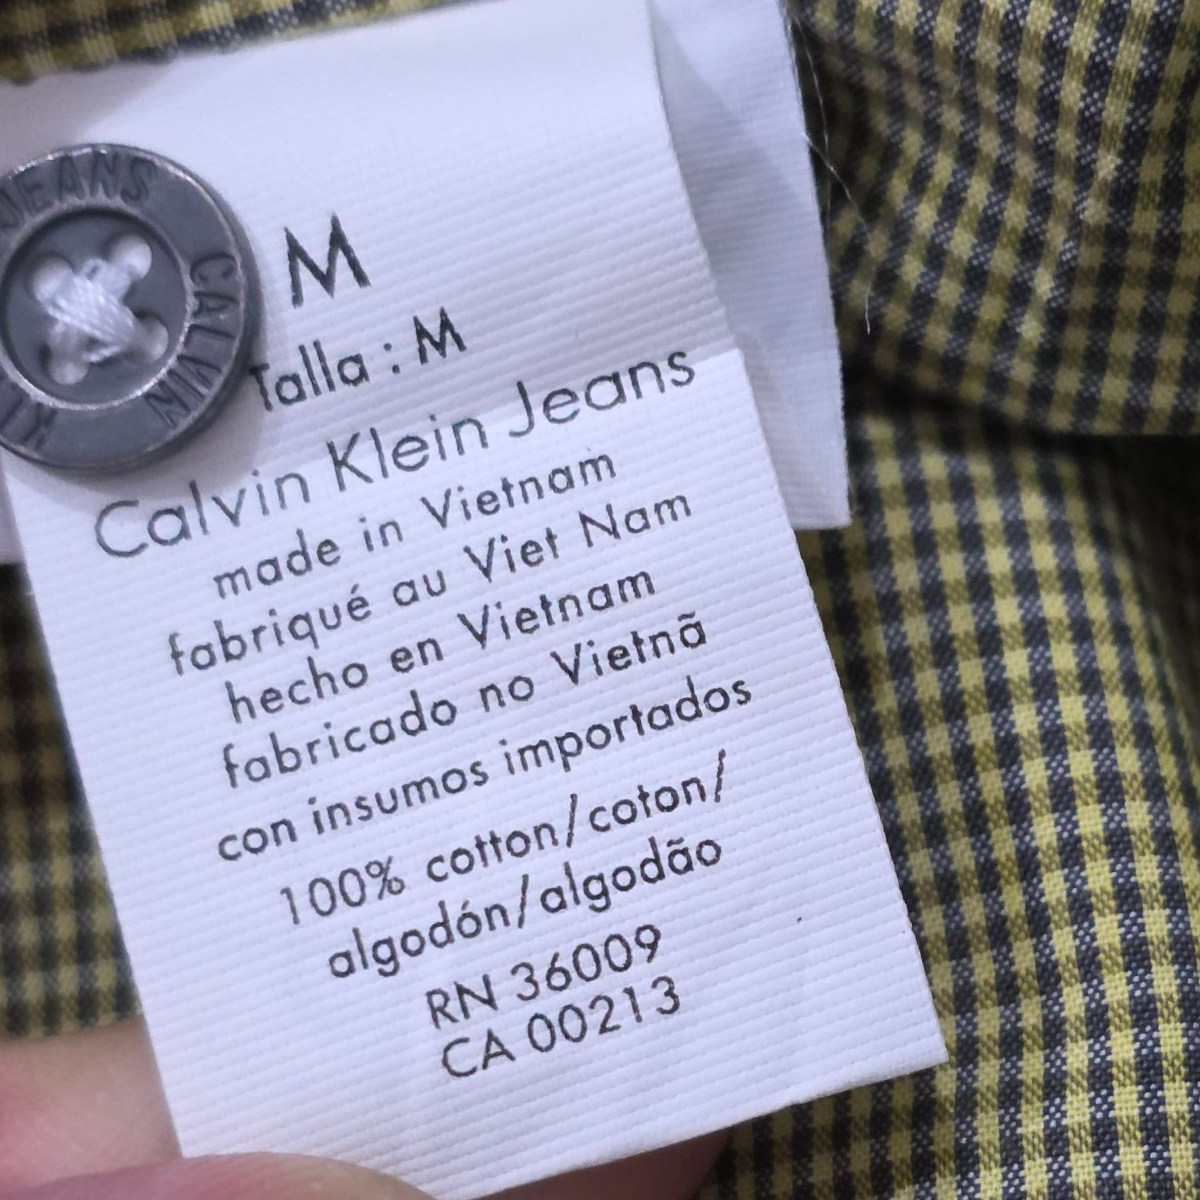 JEANS
CALVIN
M
Talla : M
Calvin Klein Jeans
made in Vietnam
fabriqué au Viet Nam
hecho en Vietnam
fabricado no Vietnã
con insumos importados
100% cotton/coton/
algodón/algodão
RN 36009
CA 00213